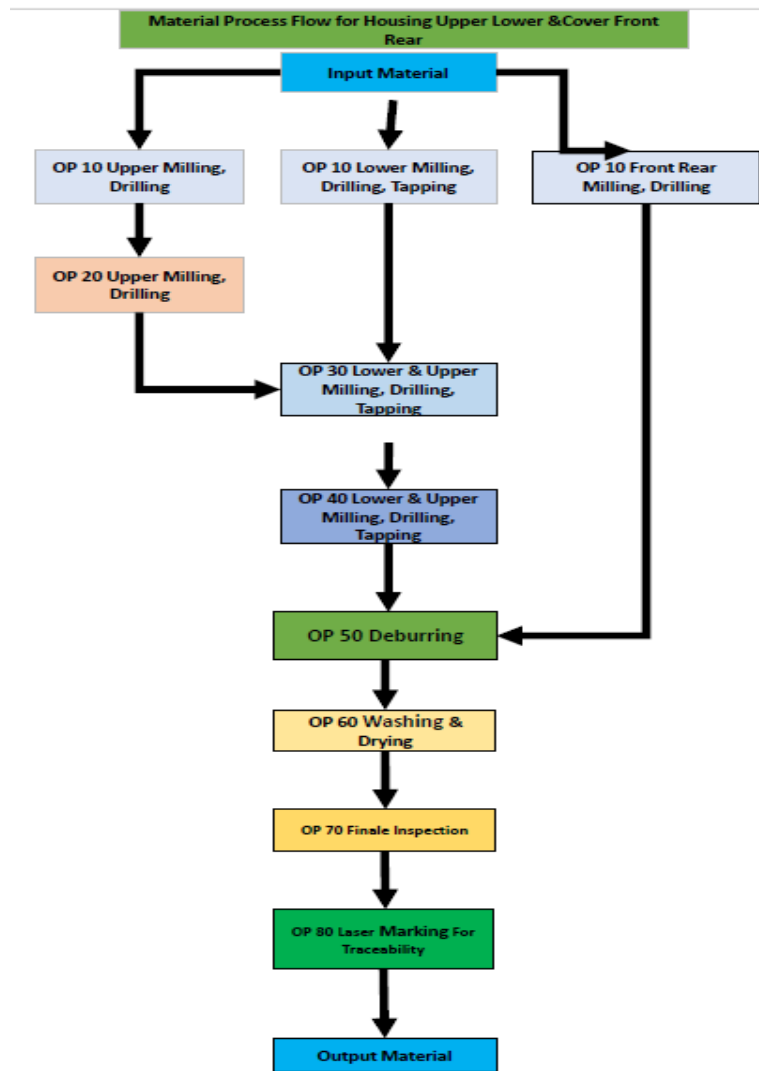 Material Process Flow for Housing Upper Lower &Cover Front
Rear
Input Material
OP 10 Upper Milling,
Drilling
OP 10 Lower Milling,
Drilling, Tapping
OP 10 Front Rear
Milling, Drilling
OP 20 Upper Milling,
Drilling
OP 30 Lower & Upper
Milling, Drilling,
Tapping
OP 40 Lower & Upper
Milling, Drilling,
Tapping
OP 50 Deburring
OP 60 Washing &
Drying
OP 70 Finale Inspection
OP 80 Laser Marking For
Traceability
Output Material